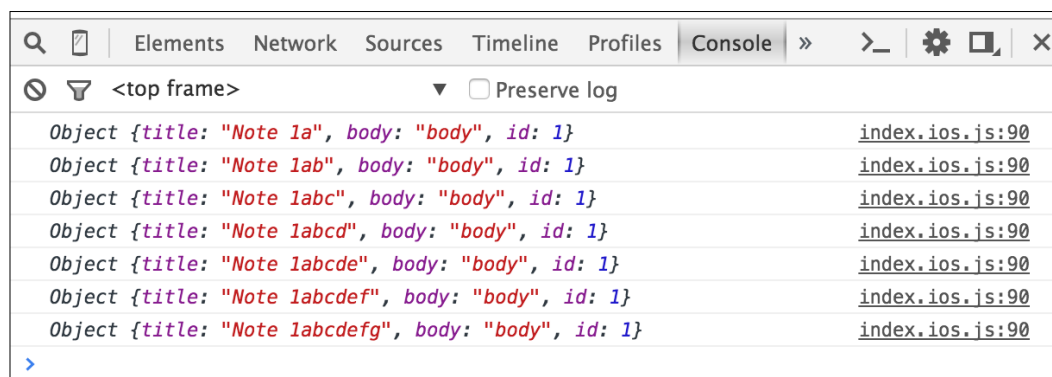 Elements Network Sources Timeline Profiles Console »
<top frame> ▼ Preserve log
Object {title: "Note 1a", body: "body", id: 1} index.ios.js:90
Object {title: "Note 1ab", body: "body", id: 1} index.ios.js:90
Object {title: "Note 1abc", body: "body", id: 1} index.ios.js:90
Object {title: "Note 1abcd", body: "body", id: 1} index.ios.js:90
Object {title: "Note 1abcde", body: "body", id: 1} index.ios.js:90
Object {title: "Note 1abcdef", body: "body", id: 1} index.ios.js:90
Object {title: "Note 1abcdefg", body: "body", id: 1} index.ios.js:90
>